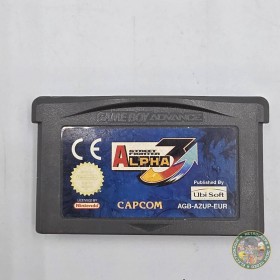 GAME BOY ADVANCE
CE
STREET
FIGHTER
ALPHA 3
LICENSED BY
Nintendo
Published By
Ubi Soft
CAPCOM
AGB-AZUP-EUR